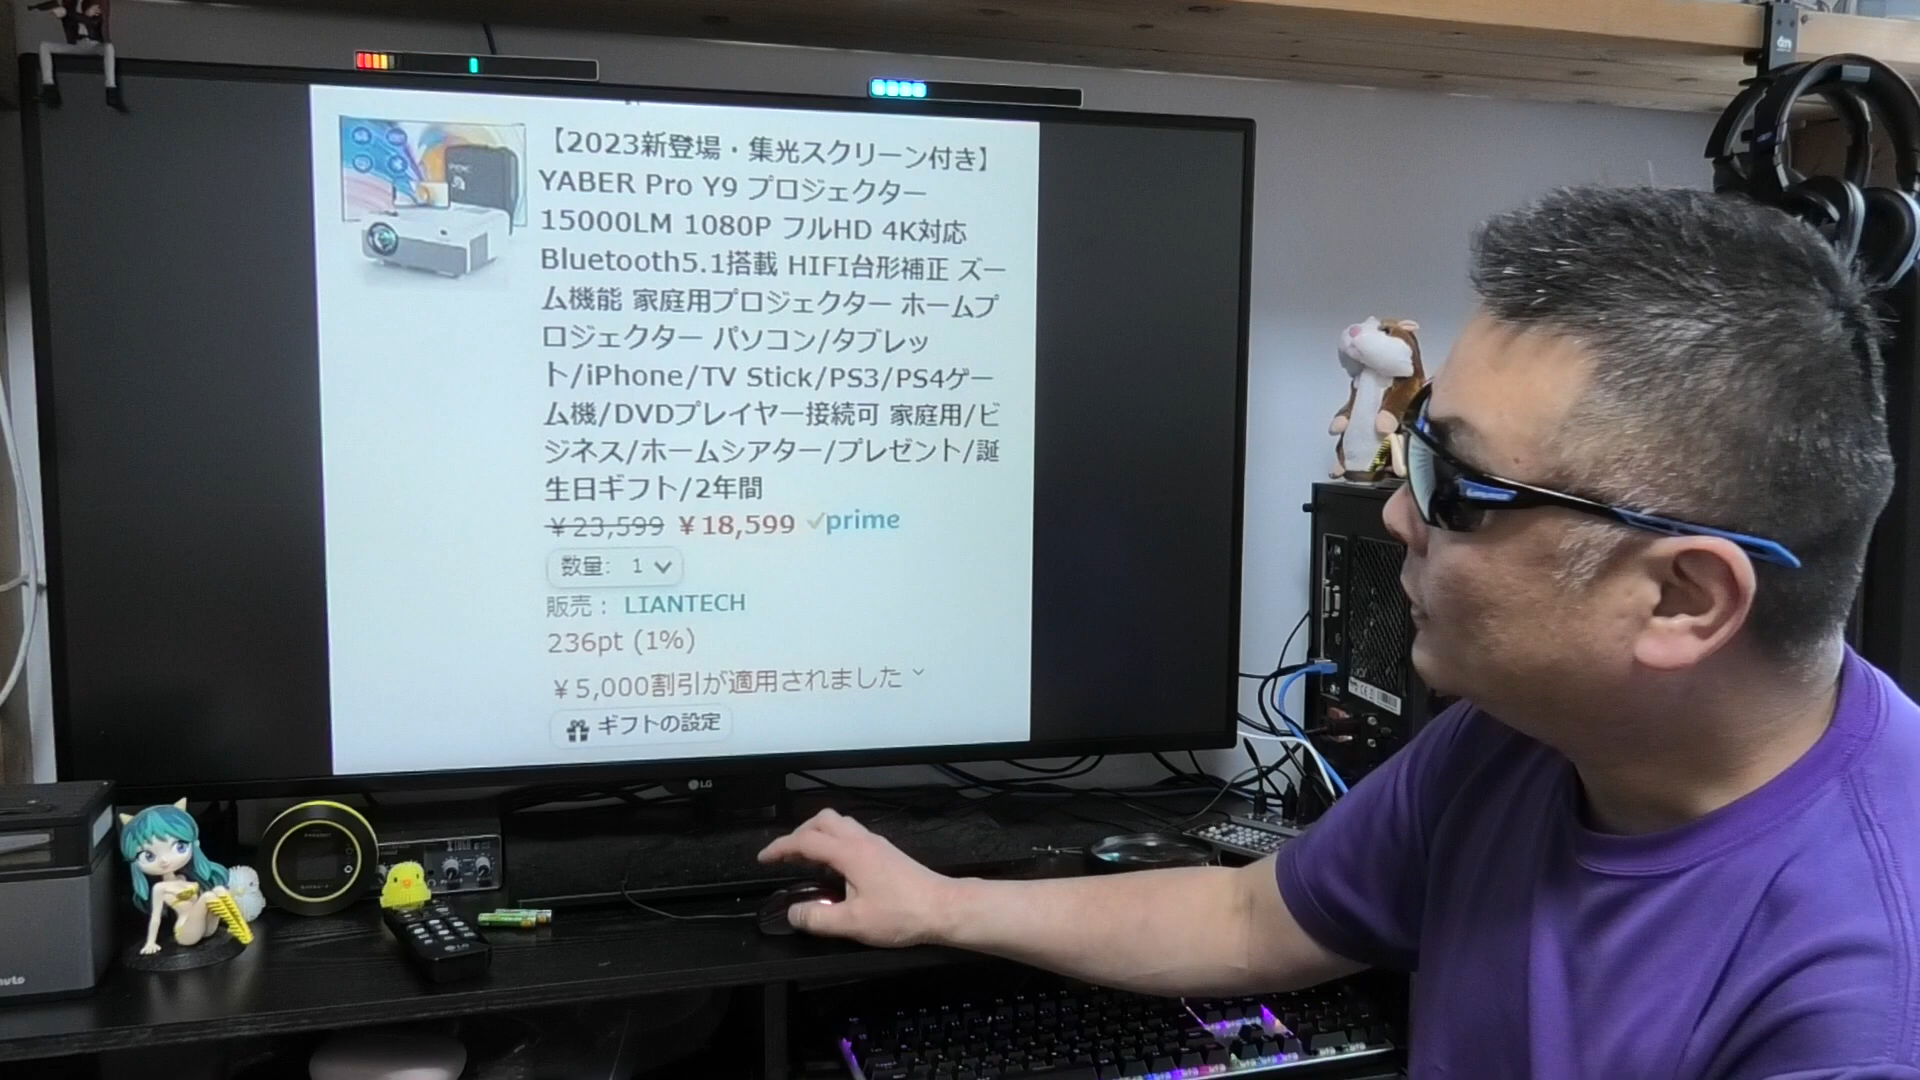 【2023新登場・集光スクリーン付き】
YABER Pro Y9 プロジェクター
15000LM 1080P フルHD 4K対応
Bluetooth5.1搭載 HIFI台形補正 ズー
ム機能 家庭用プロジェクター ホームプ
ロジェクター パソコン/タブレッ
ト/iPhone/TV Stick/PS3/PS4ゲー
ム機/DVDプレイヤー接続可 家庭用/ビ
ジネス/ホームシアター/プレゼント/誕
生日ギフト/2年間
￥23,599 ￥18,599 prime
数量: 1
販売： LIANTECH
236pt (1%)
￥5,000割引が適用されました
ギフトの設定
LG
LG